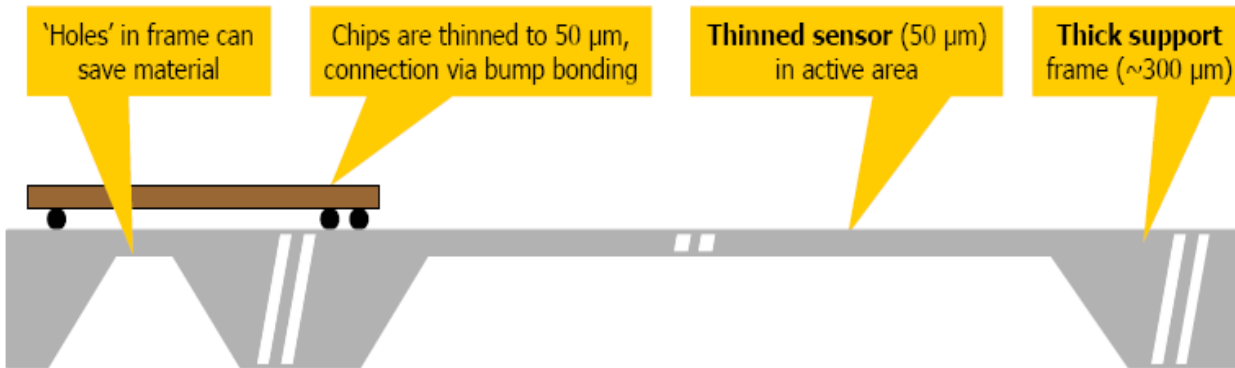 'Holes' in frame can
save material
Chips are thinned to 50 μm,
connection via bump bonding
Thinned sensor (50 μm)
in active area
Thick support
frame (~300 μm)